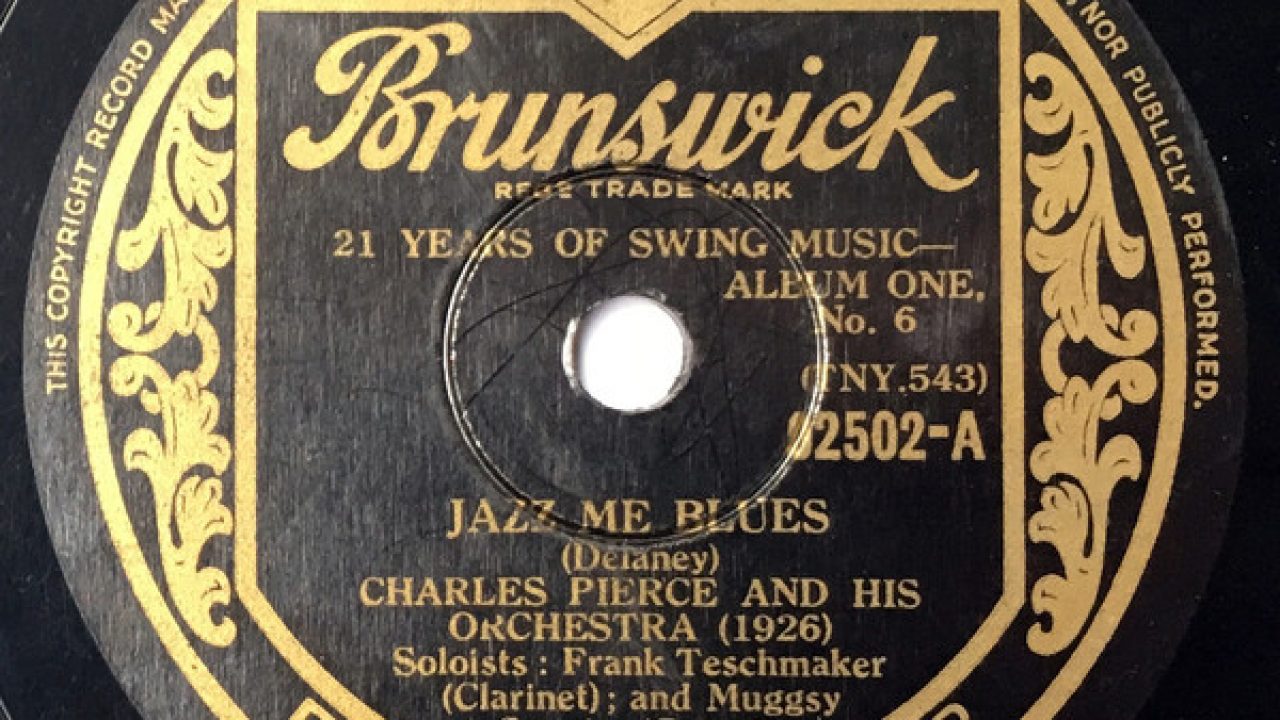 THIS COPYRIGHT RECORD
NOR PUBLICLY PERFORMED.
Brunswick
REGD TRADE MARK
21 YEARS OF SWING MUSIC—
ALBUM ONE.
No. 6
(TNY.543)
02502-A
JAZZ ME BLUES
(Delaney)
CHARLES PIERCE AND HIS
ORCHESTRA (1926)
Soloists : Frank Teschmaker
(Clarinet) ; and Muggsy